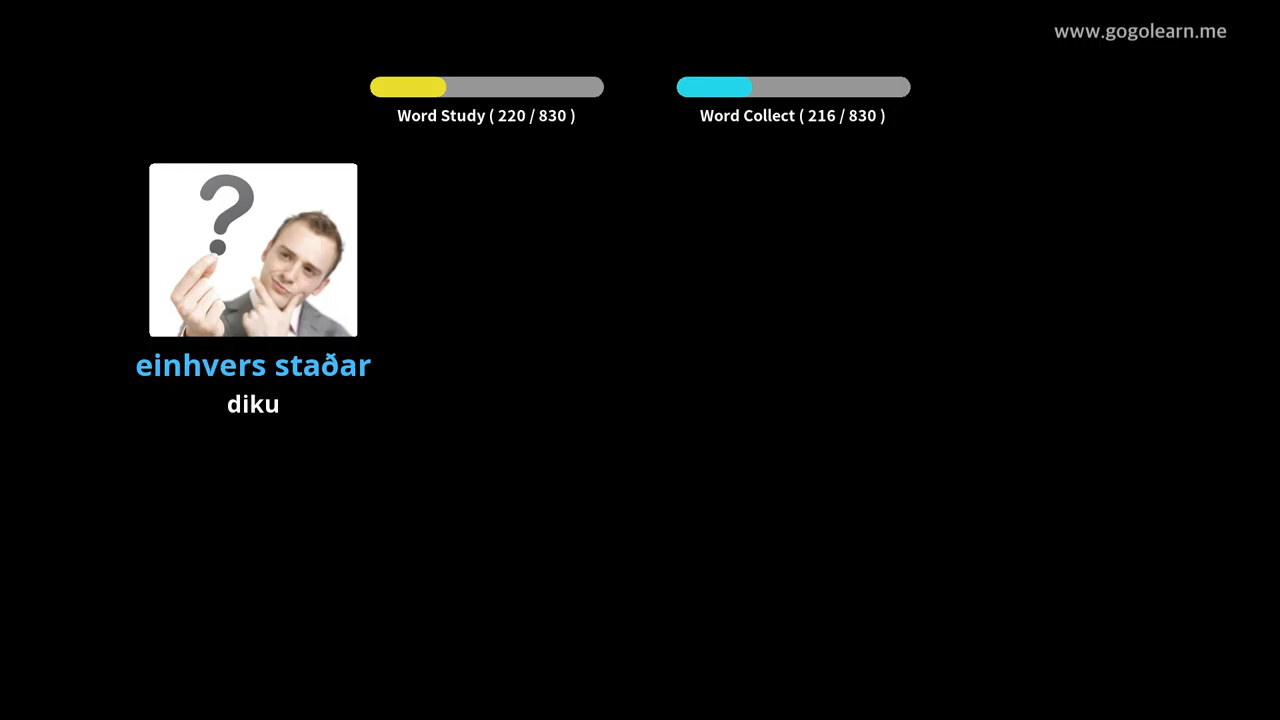 www.gogolearn.me
Word Study ( 220 / 830 )
Word Collect ( 216 / 830 )
?
einhvers staðar
diku